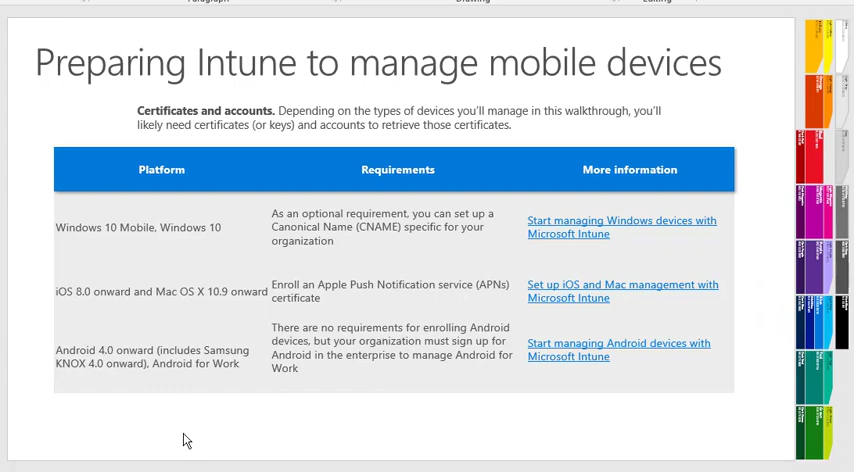 Preparing Intune to manage mobile devices
Certificates and accounts. Depending on the types of devices you'll manage in this walkthrough, you'll
likely need certificates (or keys) and accounts to retrieve those certificates.
Platform Requirements More information
Windows 10 Mobile, Windows 10
As an optional requirement, you can set up a
Canonical Name (CNAME) specific for your
organization
Start managing Windows devices with
Microsoft Intune
iOS 8.0 onward and Mac OS X 10.9 onward
Enroll an Apple Push Notification service (APNs)
certificate
Set up iOS and Mac management with
Microsoft Intune
Android 4.0 onward (includes Samsung
KNOX 4.0 onward), Android for Work
There are no requirements for enrolling Android
devices, but your organization must sign up for
Android in the enterprise to manage Android for
Work
Start managing Android devices with
Microsoft Intune